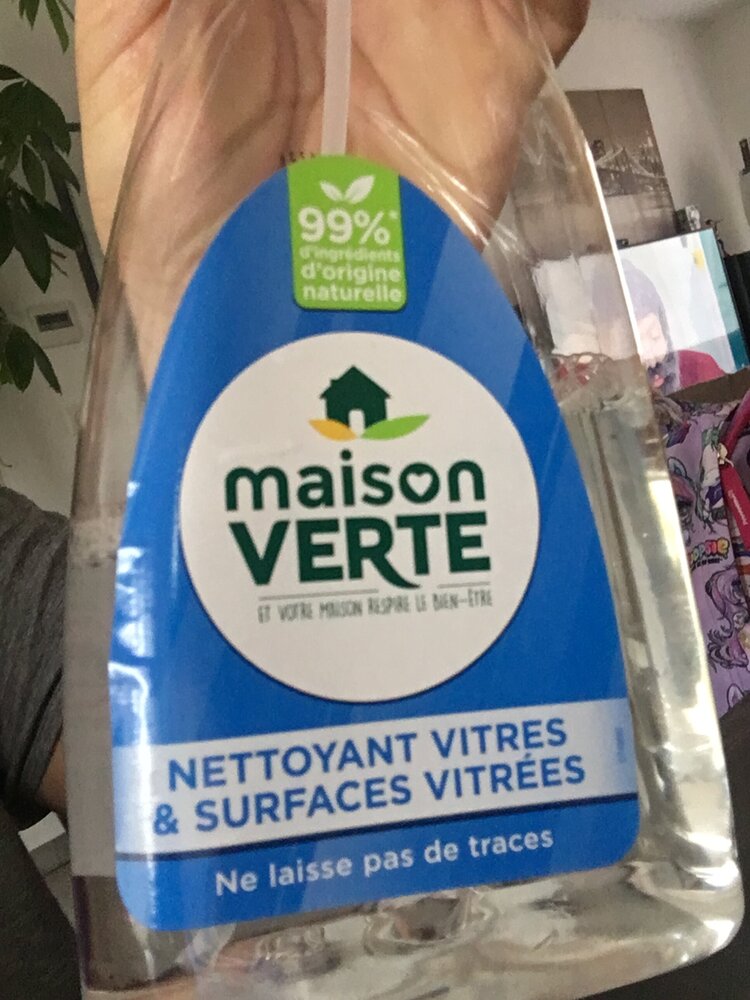 99%*
d'ingrédients
d'origine
naturelle
maison
VERTE
ET VOTRE MAISON RESPIRE LE BIEN-ÊTRE
NETTOYANT VITRES
& SURFACES VITRÉES
Ne laisse pas de traces